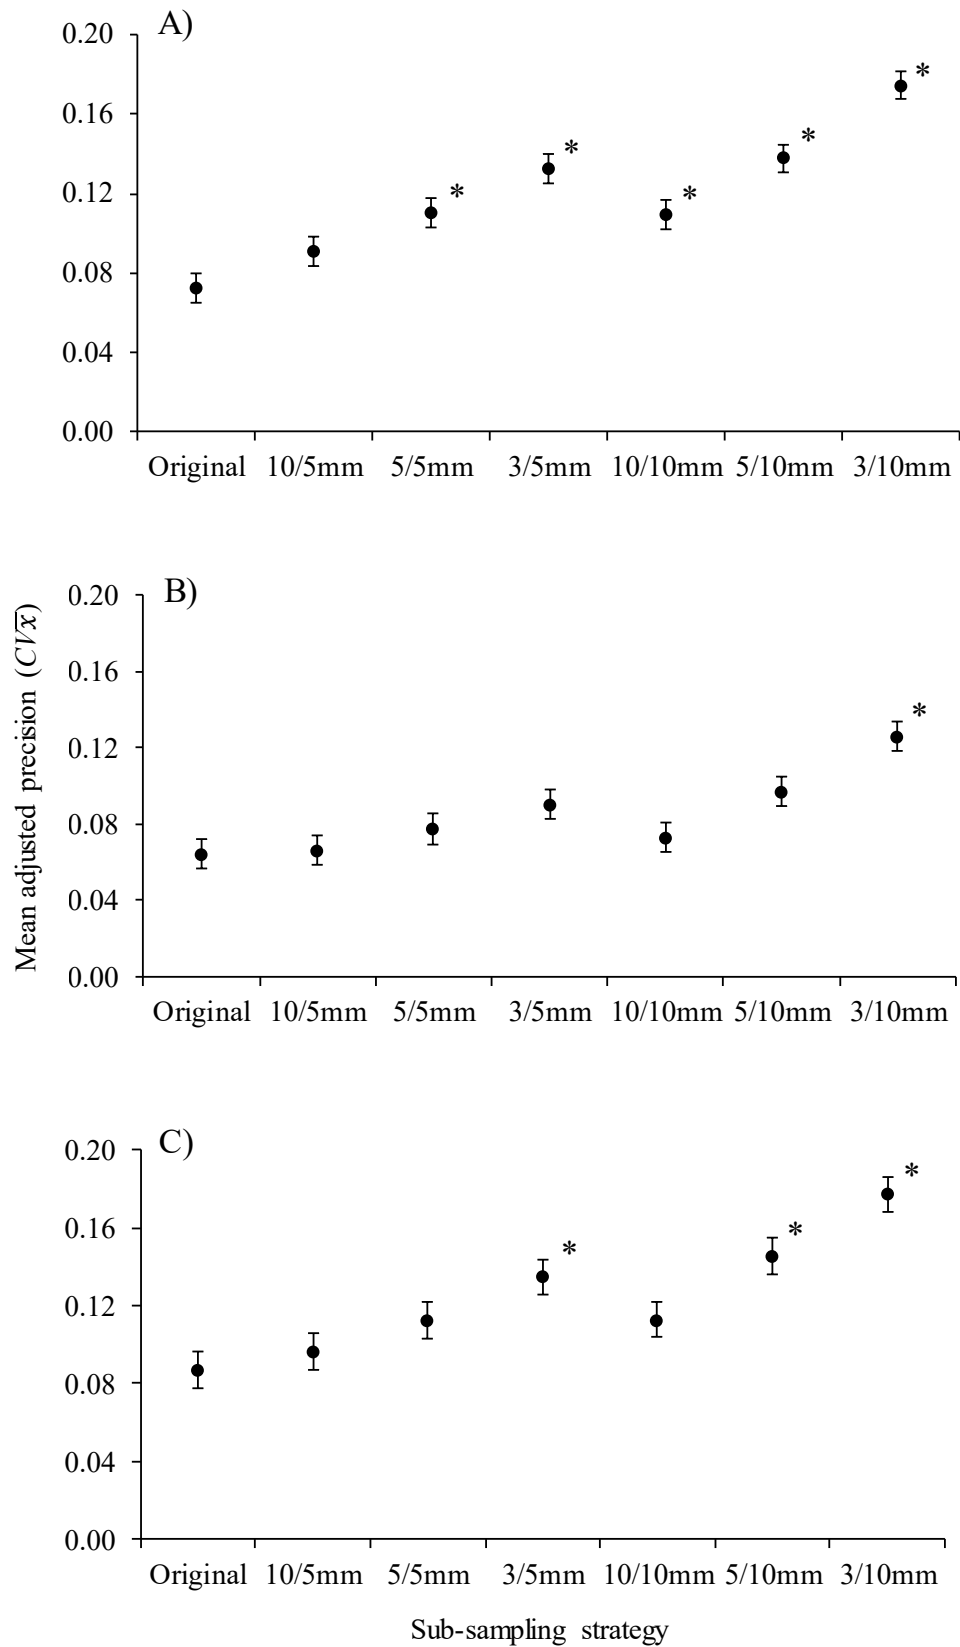 A)
0.20
0.16
0.12
0.08
0.04
0.00
* * * * *
Original 10/5mm 5/5mm 3/5mm 10/10mm 5/10mm 3/10mm
Mean adjusted precision (CVx̅)
B)
0.20
0.16
0.12
0.08
0.04
0.00
*
Original 10/5mm 5/5mm 3/5mm 10/10mm 5/10mm 3/10mm
C)
0.20
0.16
0.12
0.08
0.04
0.00
* * *
Original 10/5mm 5/5mm 3/5mm 10/10mm 5/10mm 3/10mm
Sub-sampling strategy